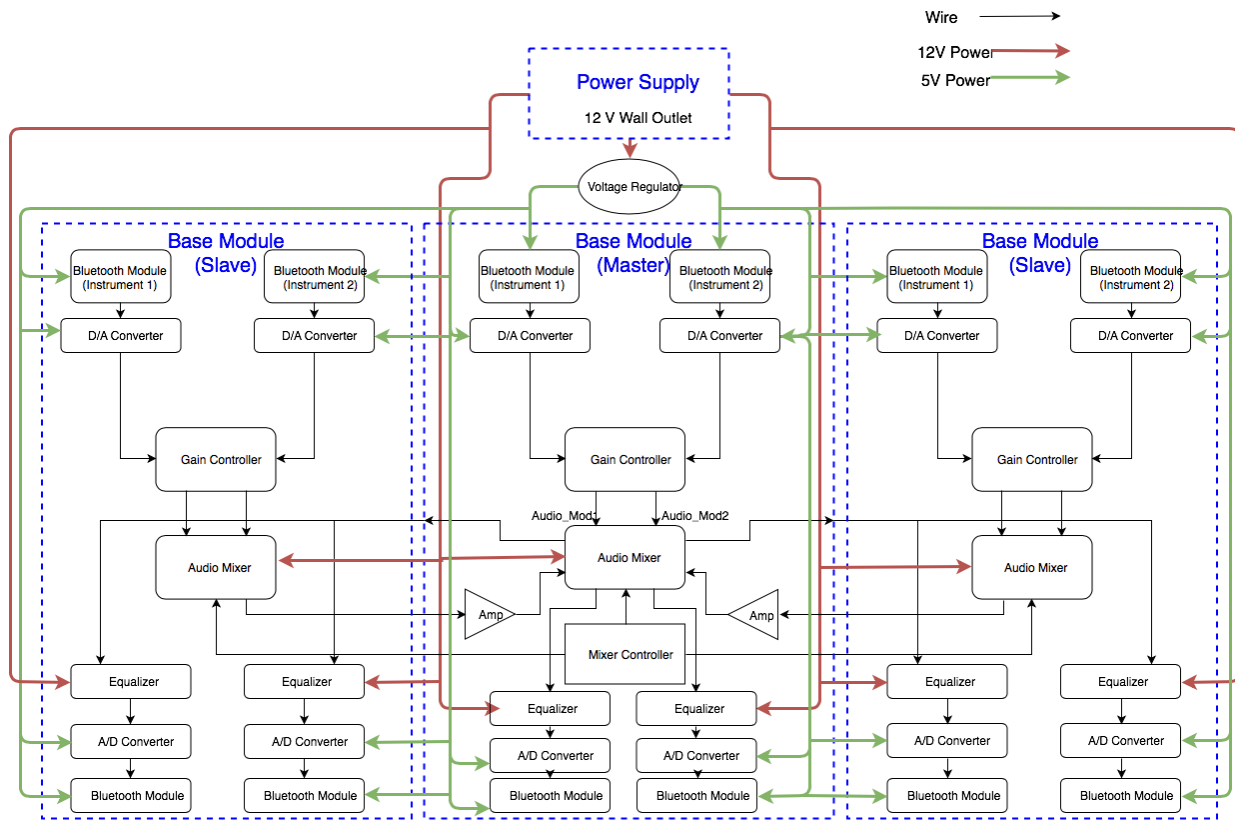 Wire
12V Power
5V Power
Power Supply
12 V Wall Outlet
Voltage Regulator
Base Module
(Slave)
Bluetooth Module
(Instrument 1)
Bluetooth Module
(Instrument 2)
D/A Converter
D/A Converter
Gain Controller
Audio Mixer
Equalizer
Equalizer
A/D Converter
A/D Converter
Bluetooth Module
Bluetooth Module
Base Module
(Master)
Bluetooth Module
(Instrument 1)
Bluetooth Module
(Instrument 2)
D/A Converter
D/A Converter
Gain Controller
Audio_Mod1
Audio_Mod2
Audio Mixer
Amp
Amp
Mixer Controller
Equalizer
Equalizer
A/D Converter
A/D Converter
Bluetooth Module
Bluetooth Module
Base Module
(Slave)
Bluetooth Module
(Instrument 1)
Bluetooth Module
(Instrument 2)
D/A Converter
D/A Converter
Gain Controller
Audio Mixer
Equalizer
Equalizer
A/D Converter
A/D Converter
Bluetooth Module
Bluetooth Module